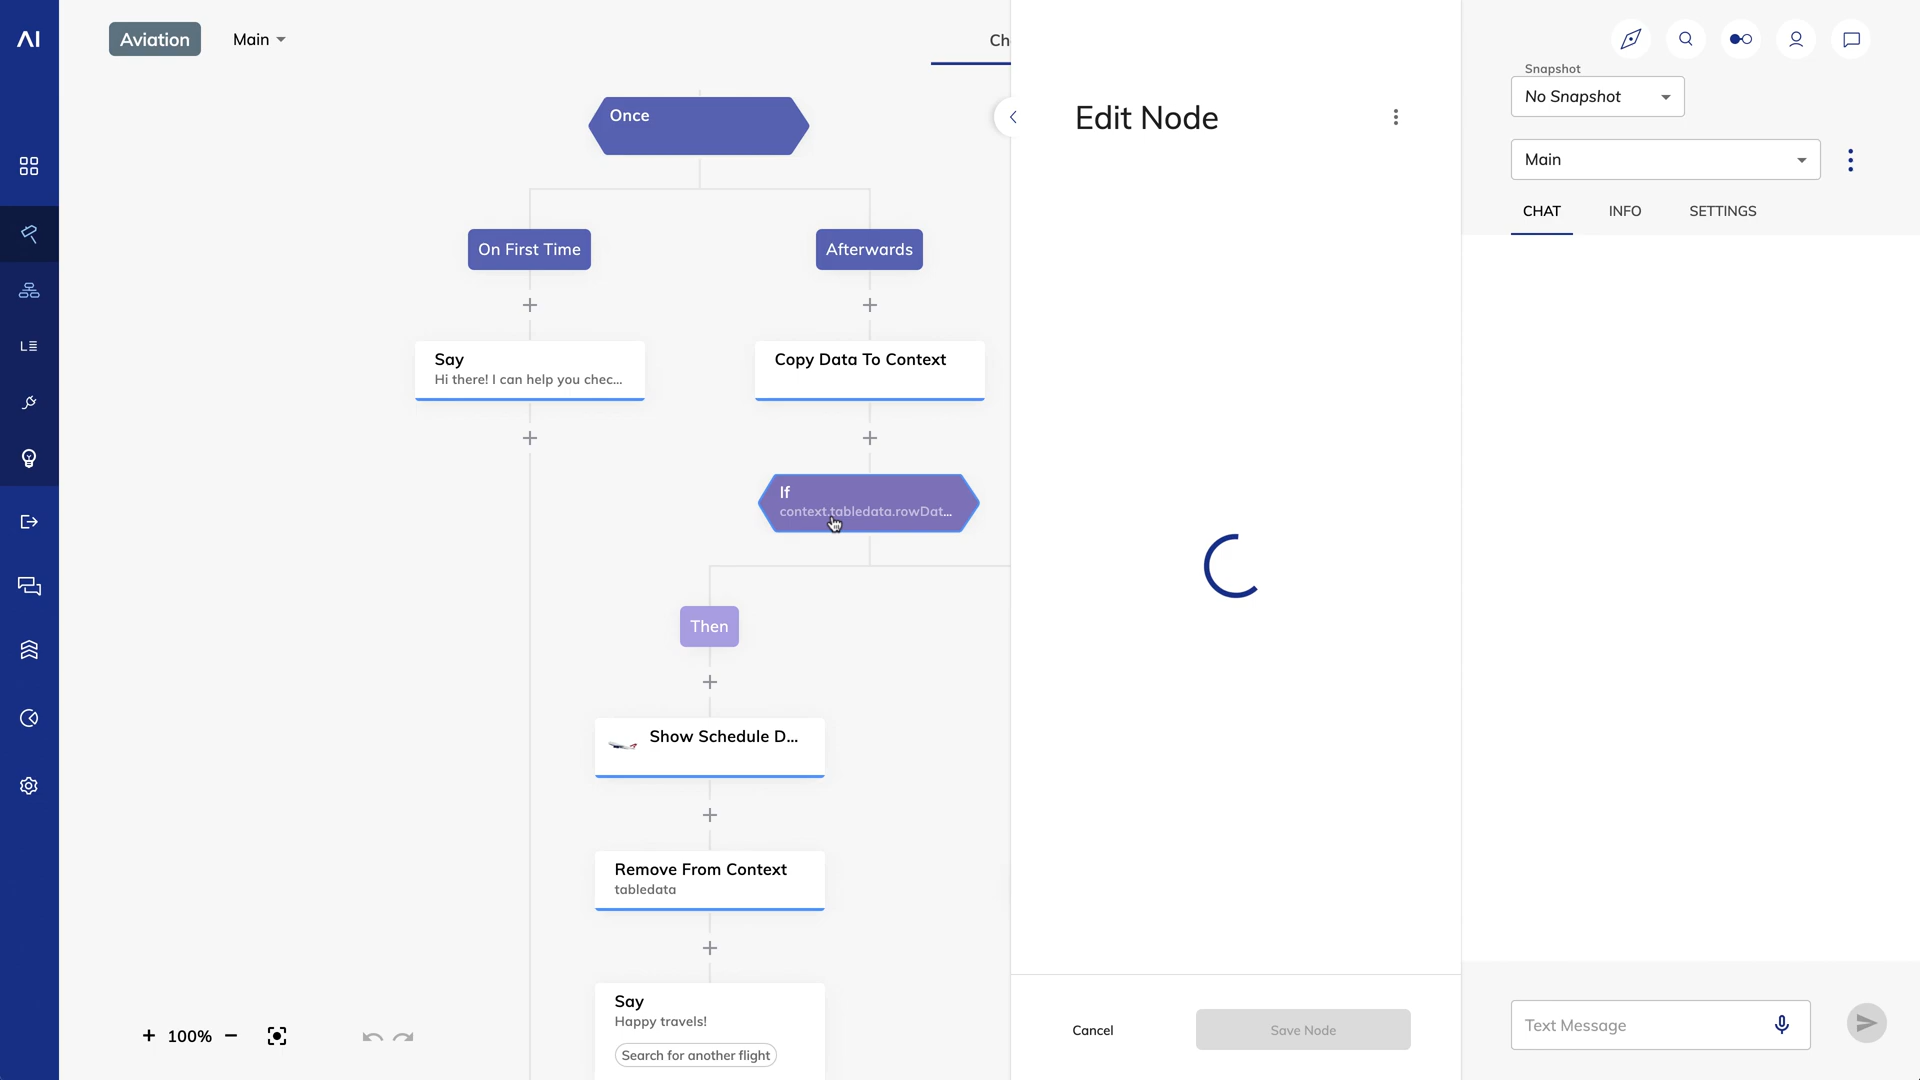 AI
Aviation
Main
Ch
Once
On First Time
Afterwards
Say
Hi there! I can help you chec...
Copy Data To Context
If
context.tabledata.rowDat...
Then
Show Schedule D...
Remove From Context
tabledata
Say
Happy travels!
Search for another flight
+ 100% −
Edit Node
Cancel
Save Node
Snapshot
No Snapshot
Main
CHAT
INFO
SETTINGS
Text Message